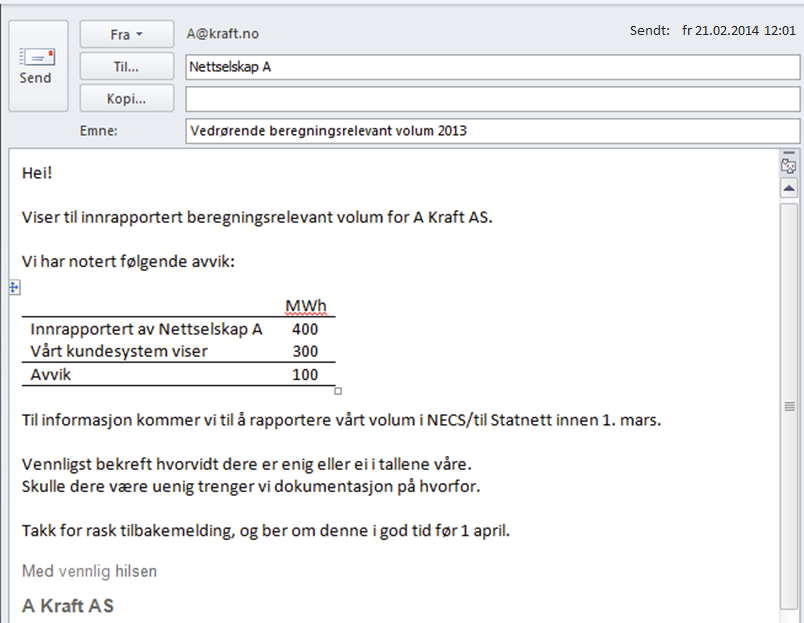 Fra
A@kraft.no
Sendt: fr 21.02.2014 12:01
Send
Til...
Nettselskap A
Kopi...
Emne:
Vedrørende beregningsrelevant volum 2013
Hei!
Viser til innrapportert beregningsrelevant volum for A Kraft AS.
Vi har notert følgende avvik:
MWh
Innrapportert av Nettselskap A 400
Vårt kundesystem viser 300
Avvik 100
Til informasjon kommer vi til å rapportere vårt volum i NECS/til Statnett innen 1. mars.
Vennligst bekreft hvorvidt dere er enig eller ei i tallene våre.
Skulle dere være uenig trenger vi dokumentasjon på hvorfor.
Takk for rask tilbakemelding, og ber om denne i god tid før 1 april.
Med vennlig hilsen
A Kraft AS